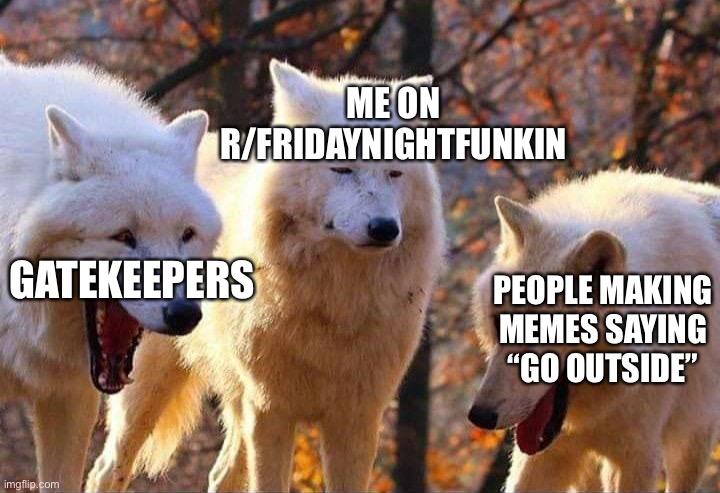 ME ON
R/FRIDAYNIGHTFUNKIN
GATEKEEPERS
PEOPLE MAKING
MEMES SAYING
“GO OUTSIDE”
imgflip.com